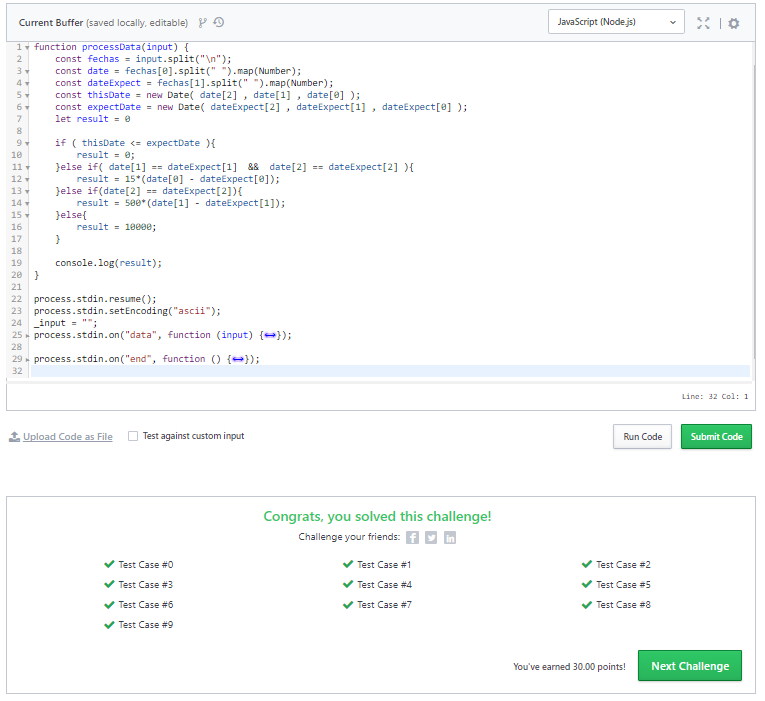 Current Buffer (saved locally, editable)
JavaScript (Node.js)
1 function processData(input) {
2 const fechas = input.split("\n");
3 const date = fechas[0].split(" ").map(Number);
4 const dateExpect = fechas[1].split(" ").map(Number);
5 const thisDate = new Date( date[2] , date[1] , date[0] );
6 const expectDate = new Date( dateExpect[2] , dateExpect[1] , dateExpect[0] );
7 let result = 0
8
9 if ( thisDate <= expectDate ){
10 result = 0;
11 }else if( date[1] == dateExpect[1] && date[2] == dateExpect[2] ){
12 result = 15*(date[0] - dateExpect[0]);
13 }else if(date[2] == dateExpect[2]){
14 result = 500*(date[1] - dateExpect[1]);
15 }else{
16 result = 10000;
17 }
18
19 console.log(result);
20 }
21
22 process.stdin.resume();
23 process.stdin.setEncoding("ascii");
24 _input = "";
25 process.stdin.on("data", function (input) {↔});
28
29 process.stdin.on("end", function () {↔});
32
Line: 32 Col: 1
Upload Code as File
Test against custom input
Run Code
Submit Code
Congrats, you solved this challenge!
Challenge your friends:
Test Case #0
Test Case #1
Test Case #2
Test Case #3
Test Case #4
Test Case #5
Test Case #6
Test Case #7
Test Case #8
Test Case #9
You've earned 30.00 points!
Next Challenge